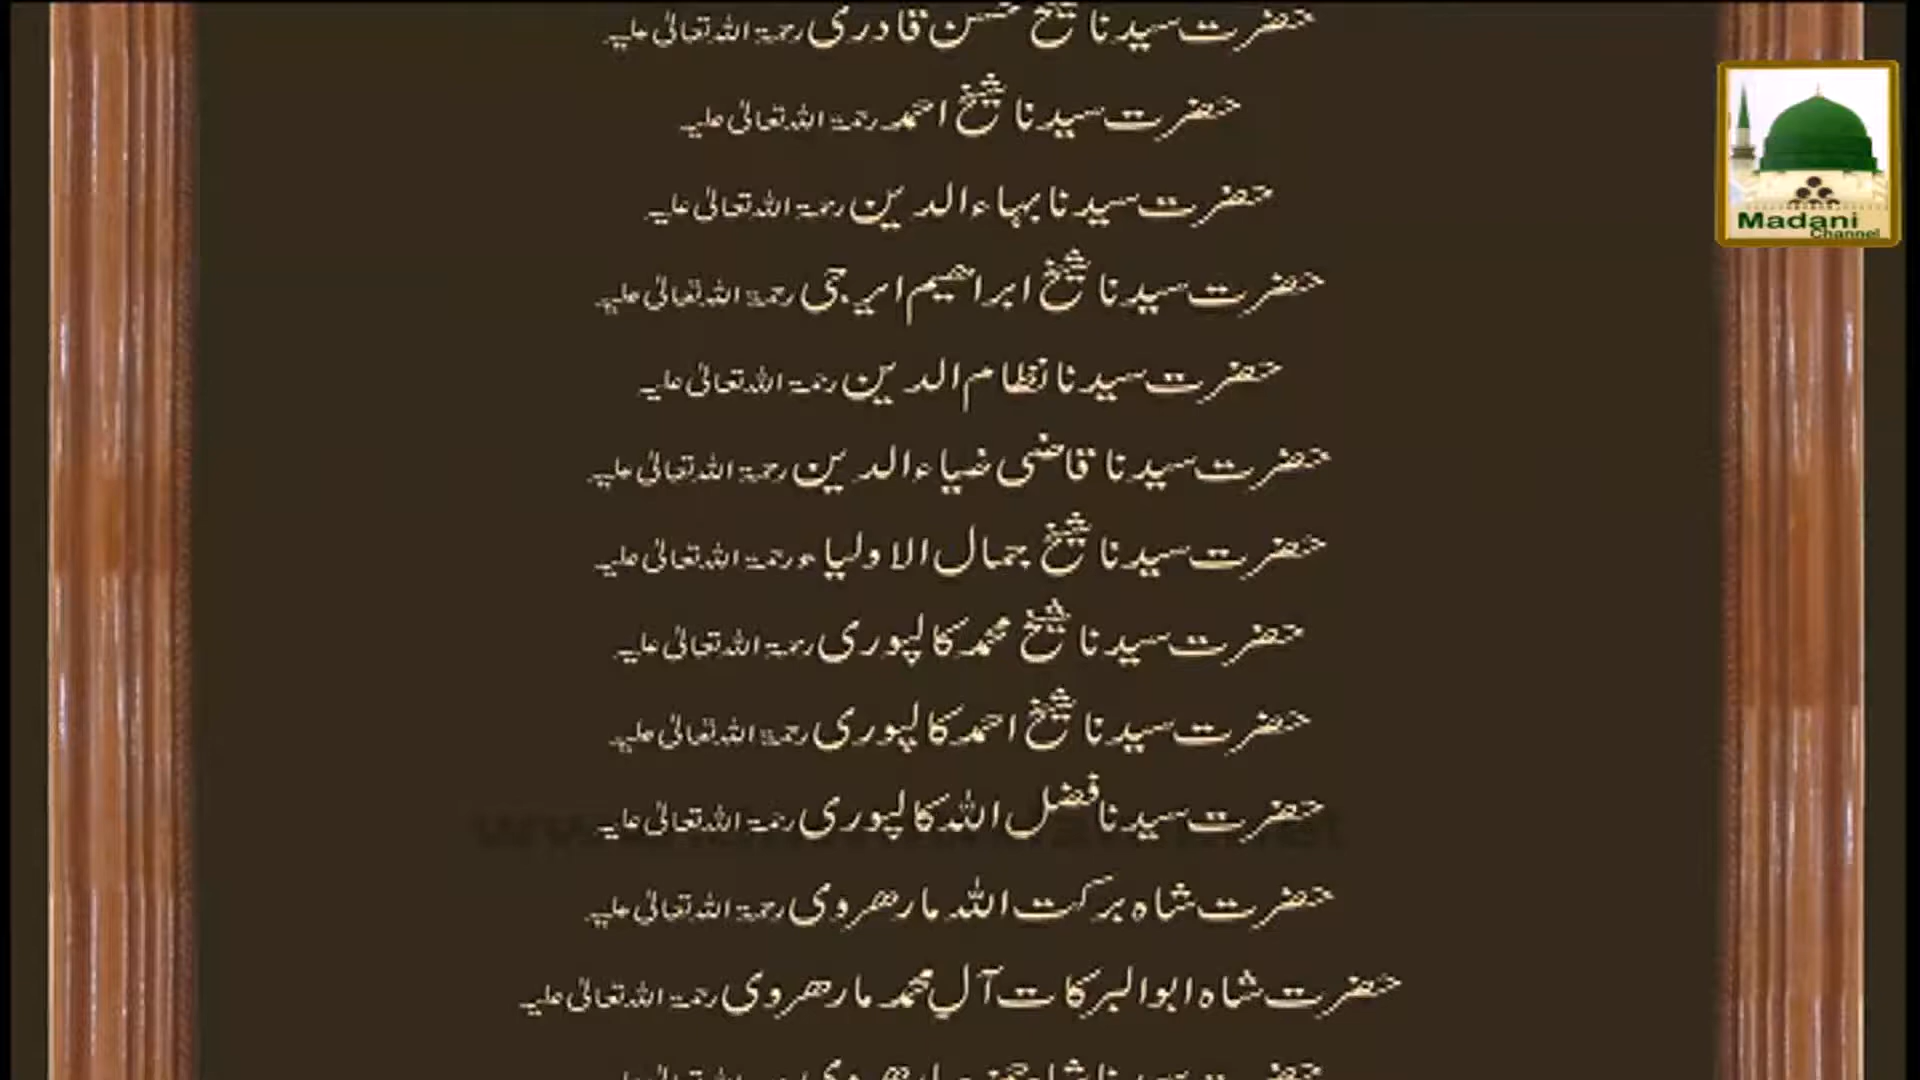 حضرت سیدنا شیخ حسن قادری رحمۃ اللہ تعالیٰ علیہ
حضرت سیدنا شیخ احمد رحمۃ اللہ تعالیٰ علیہ
حضرت سیدنا بہاءالدین رحمۃ اللہ تعالیٰ علیہ
حضرت سیدنا شیخ ابراھیم ایرجی رحمۃ اللہ تعالیٰ علیہ
حضرت سیدنا نظام الدین رحمۃ اللہ تعالیٰ علیہ
حضرت سیدنا قاضی ضیاءالدین رحمۃ اللہ تعالیٰ علیہ
حضرت سیدنا شیخ جمال الاولیاء رحمۃ اللہ تعالیٰ علیہ
حضرت سیدنا شیخ محمد کالپوری رحمۃ اللہ تعالیٰ علیہ
حضرت سیدنا شیخ احمد کالپوری رحمۃ اللہ تعالیٰ علیہ
حضرت سیدنا فضل اللہ کالپوری رحمۃ اللہ تعالیٰ علیہ
حضرت شاہ برکت اللہ مارھروی رحمۃ اللہ تعالیٰ علیہ
حضرت شاہ ابوالبرکات آلِ محمد مارھروی رحمۃ اللہ تعالیٰ علیہ
Madani
Channel